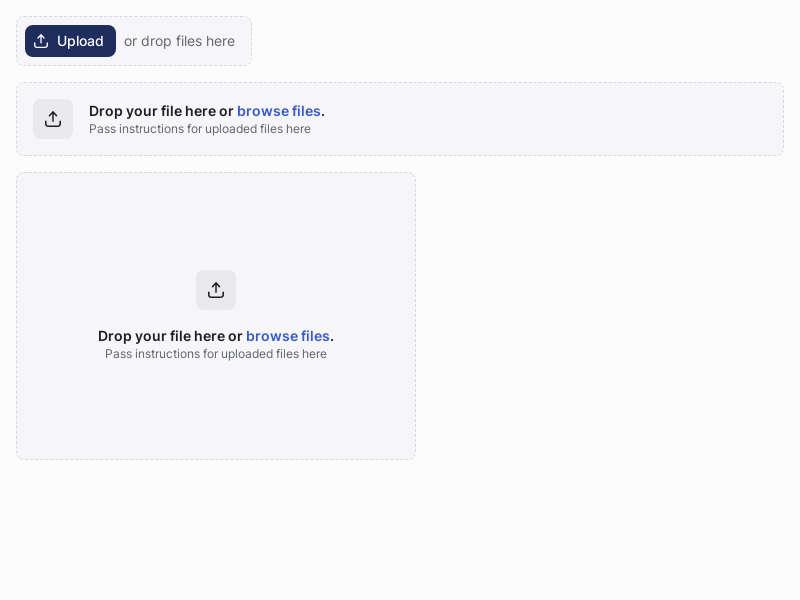 Upload or drop files here
Drop your file here or browse files.
Pass instructions for uploaded files here
Drop your file here or browse files.
Pass instructions for uploaded files here